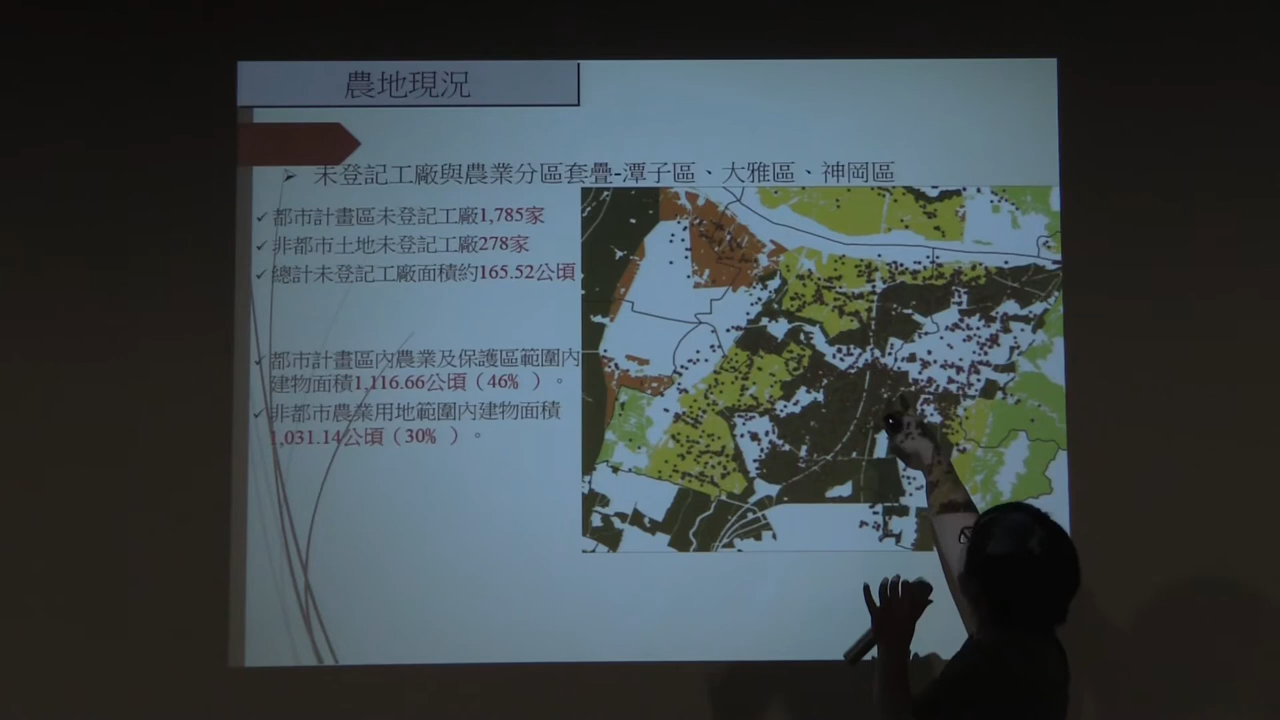 農地現況
未登記工廠與農業分區套疊-潭子區、大雅區、神岡區
都市計畫區未登記工廠1,785家
非都市土地未登記工廠278家
總計未登記工廠面積約165.52公頃
都市計畫區內農業及保護區範圍內
建物面積1,116.66公頃（46% ）。
非都市農業用地範圍內建物面積
1,031.14公頃（30% ）。